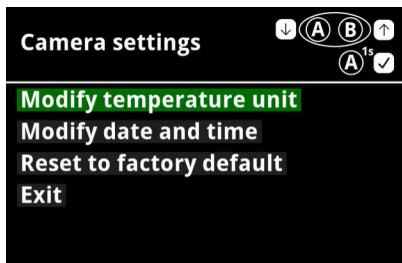 Camera settings
↓ A B ↑
A 1s ✓
Modify temperature unit
Modify date and time
Reset to factory default
Exit